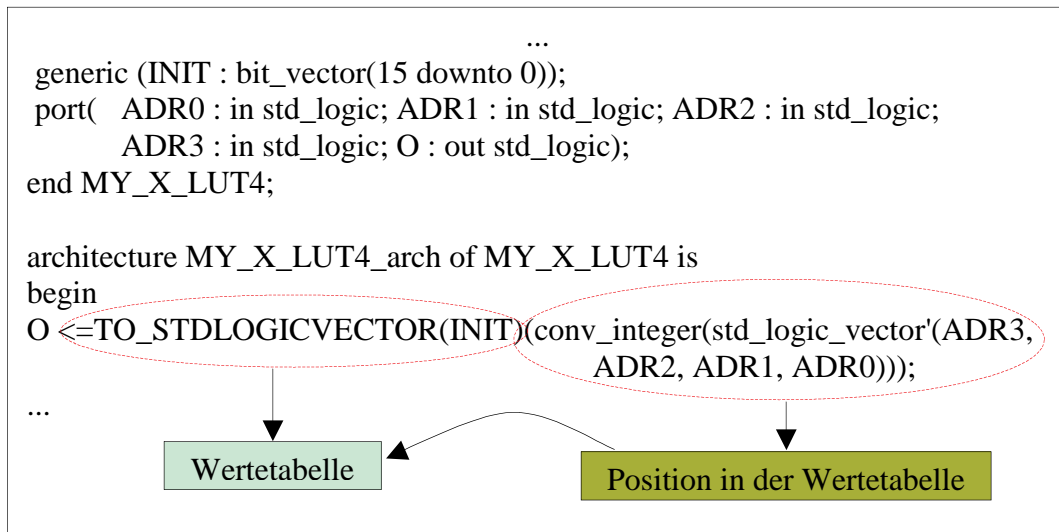 ...
generic (INIT : bit_vector(15 downto 0));
port( ADR0 : in std_logic; ADR1 : in std_logic; ADR2 : in std_logic;
ADR3 : in std_logic; O : out std_logic);
end MY_X_LUT4;
architecture MY_X_LUT4_arch of MY_X_LUT4 is
begin
O <=TO_STDLOGICVECTOR(INIT)(conv_integer(std_logic_vector'(ADR3,
ADR2, ADR1, ADR0)));
...
Wertetabelle
Position in der Wertetabelle